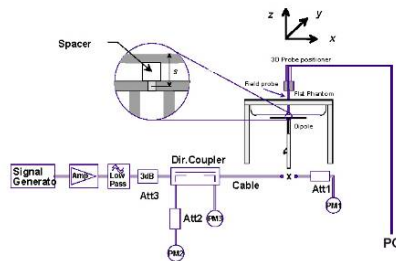 z
y
x
Spacer
s
3D Probe positioner
Field probe
Flat Phantom
Dipole
Signal
Generato
Amp
Low
Pass
3dB
Att3
Dir.Coupler
Cable
x
Att1
PM1
Att2
PM3
PM2
PC